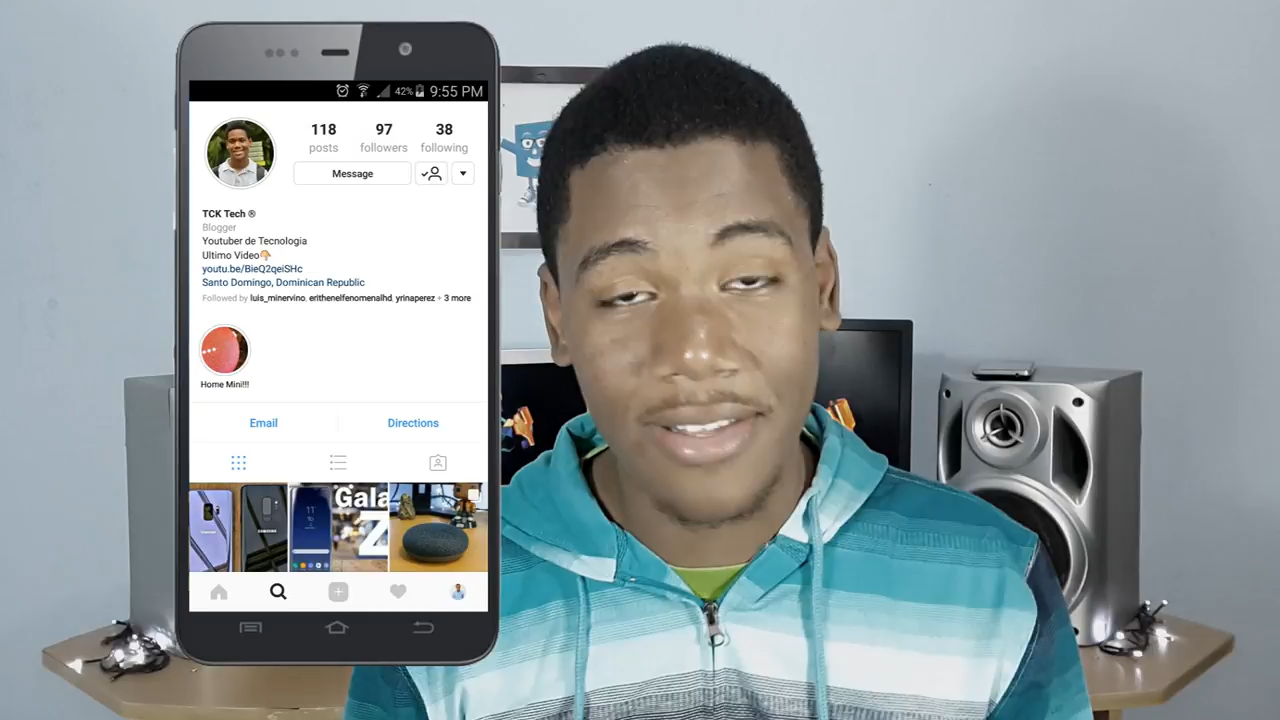 42% 9:55 PM
118 97 38
posts followers following
Message
TCK Tech ®
Blogger
Youtuber de Tecnologia
Ultimo Video👇
youtu.be/BieQ2qeiSHc
Santo Domingo, Dominican Republic
Followed by luis_minervino, erithenelfenomenalhd, yrinaperez + 3 more
Home Mini!!!
Email Directions
SAMSUNG
11
Gala
Z